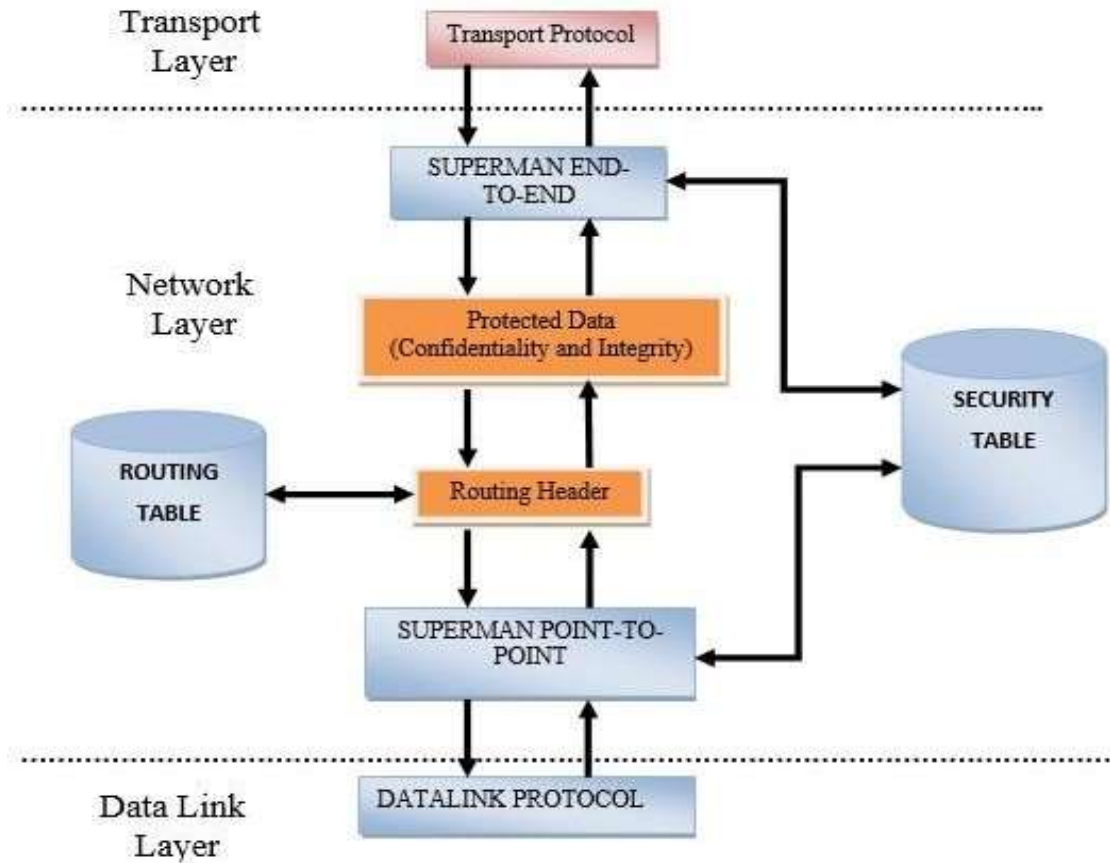 Transport
Layer
Transport Protocol
SUPERMAN END-
TO-END
Network
Layer
Protected Data
(Confidentiality and Integrity)
SECURITY
TABLE
ROUTING
TABLE
Routing Header
SUPERMAN POINT-TO-
POINT
DATALINK PROTOCOL
Data Link
Layer